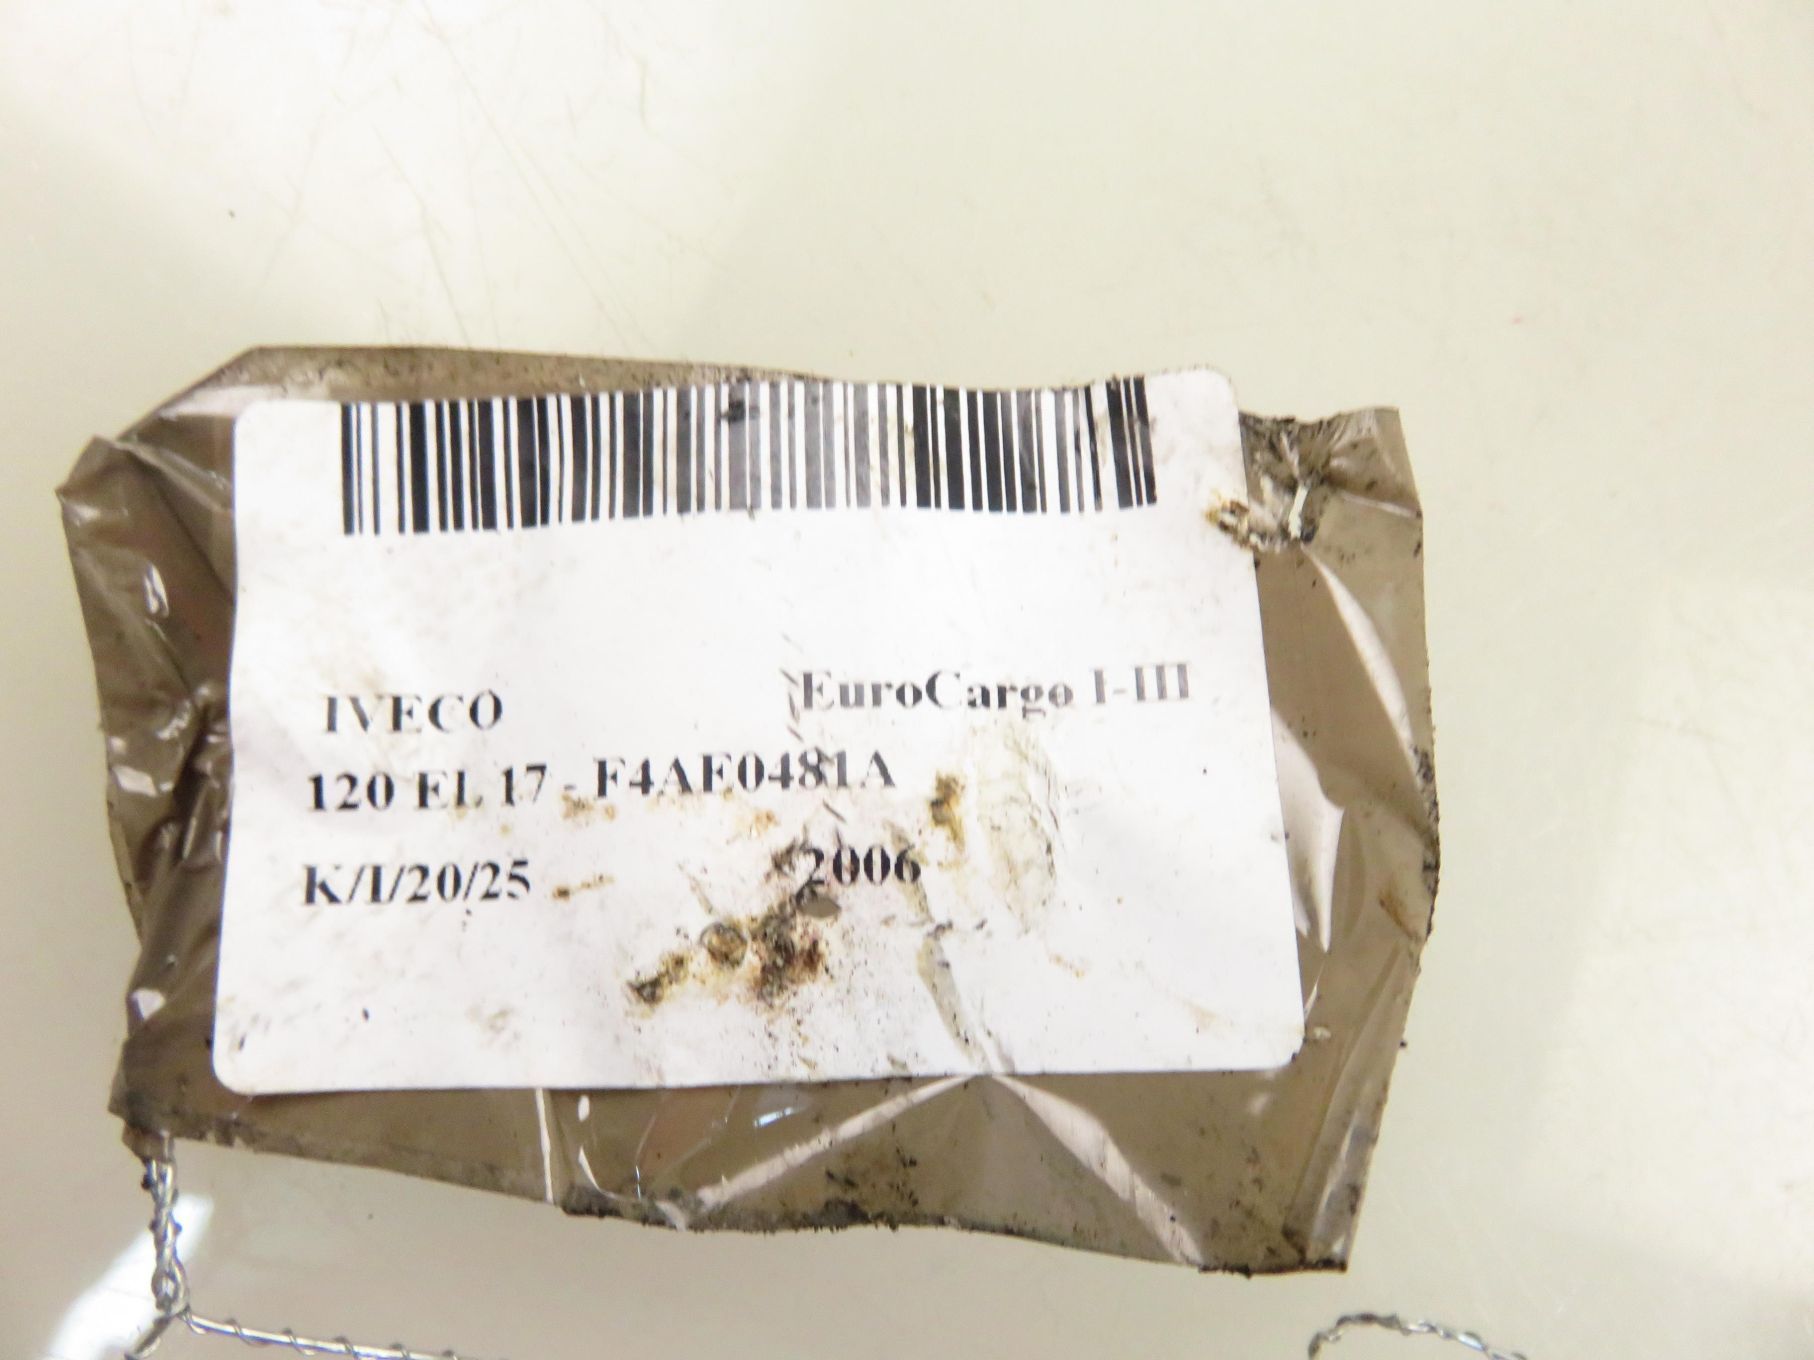 IVECO EuroCargo I-III
120 EL 17 - F4AE0481A
K/I/20/25 2006